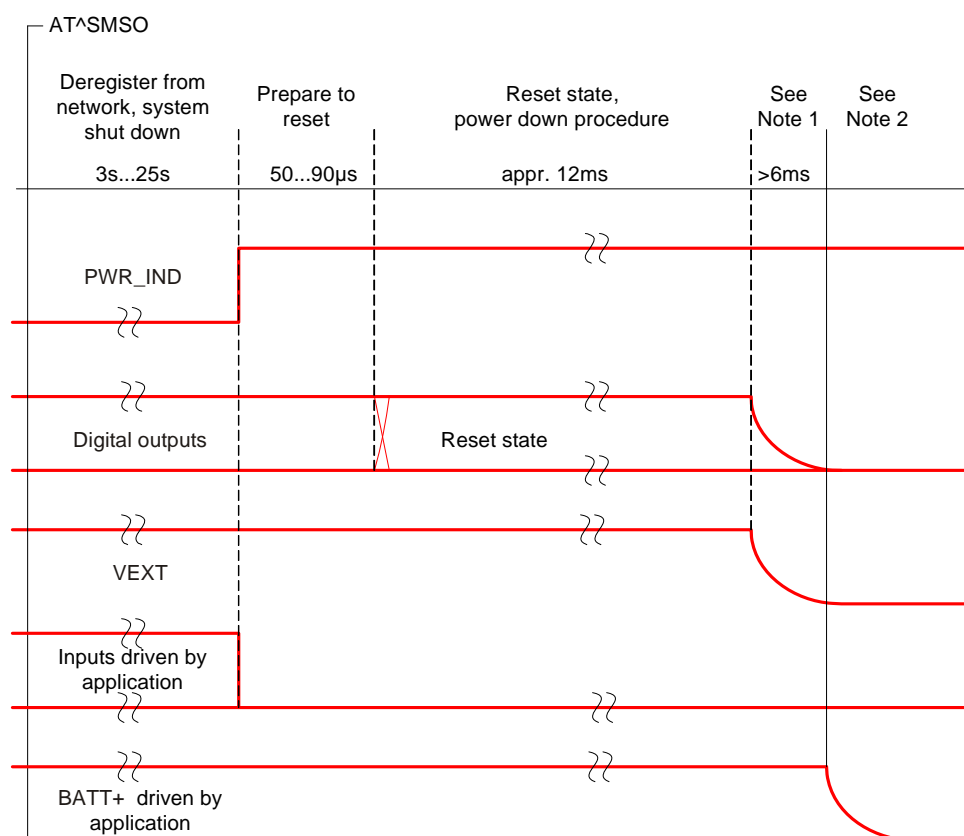 AT^SMSO
Deregister from
network, system
shut down
Prepare to
reset
Reset state,
power down procedure
See
Note 1
See
Note 2
3s...25s
50...90µs
appr. 12ms
>6ms
PWR_IND
Digital outputs
Reset state
VEXT
Inputs driven by
application
BATT+ driven by
application